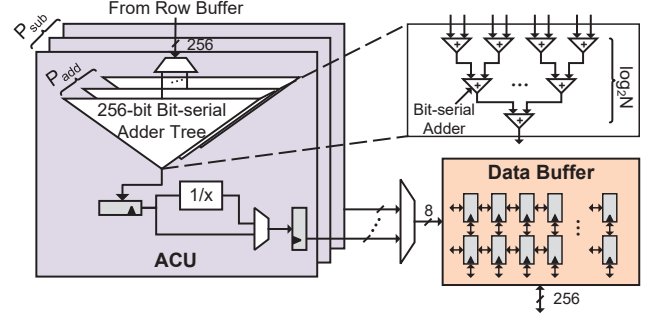 From Row Buffer
P_sub
256
P_add
256-bit Bit-serial
Adder Tree
1/x
ACU
+ + + +
+ ... +
+
Bit-serial
Adder
log₂N
8
Data Buffer
256